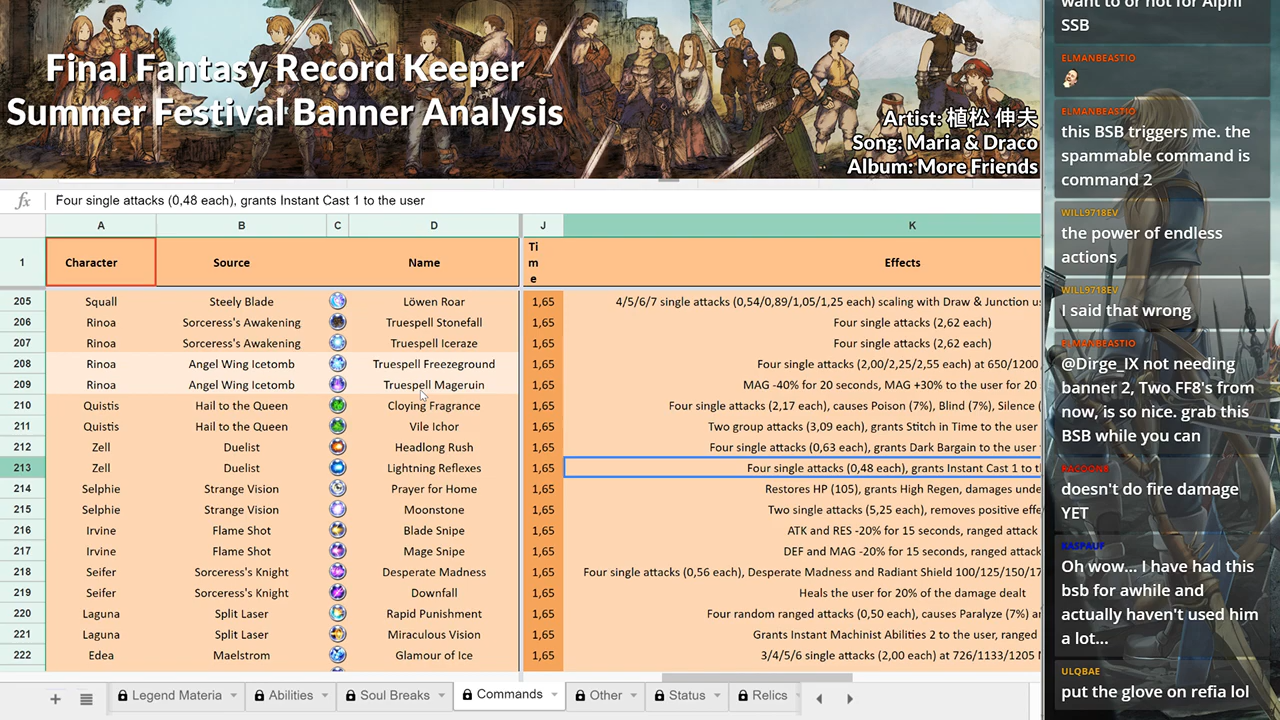 Final Fantasy Record Keeper
Summer Festival Banner Analysis
Artist: 植松 伸夫
Song: Maria & Draco
Album: More Friends
fx Four single attacks (0,48 each), grants Instant Cast 1 to the user
A B C D J K
1 Character Source Name Time Effects
205 Squall Steely Blade Löwen Roar 1,65 4/5/6/7 single attacks (0,54/0,89/1,05/1,25 each) scaling with Draw & Junction us
206 Rinoa Sorceress's Awakening Truespell Stonefall 1,65 Four single attacks (2,62 each)
207 Rinoa Sorceress's Awakening Truespell Iceraze 1,65 Four single attacks (2,62 each)
208 Rinoa Angel Wing Icetomb Truespell Freezeground 1,65 Four single attacks (2,00/2,25/2,55 each) at 650/1200
209 Rinoa Angel Wing Icetomb Truespell Mageruin 1,65 MAG -40% for 20 seconds, MAG +30% to the user for 20
210 Quistis Hail to the Queen Cloying Fragrance 1,65 Four single attacks (2,17 each), causes Poison (7%), Blind (7%), Silence (
211 Quistis Hail to the Queen Vile Ichor 1,65 Two group attacks (3,09 each), grants Stitch in Time to the user
212 Zell Duelist Headlong Rush 1,65 Four single attacks (0,63 each), grants Dark Bargain to the user
213 Zell Duelist Lightning Reflexes 1,65 Four single attacks (0,48 each), grants Instant Cast 1 to t
214 Selphie Strange Vision Prayer for Home 1,65 Restores HP (105), grants High Regen, damages unde
215 Selphie Strange Vision Moonstone 1,65 Two single attacks (5,25 each), removes positive effe
216 Irvine Flame Shot Blade Snipe 1,65 ATK and RES -20% for 15 seconds, ranged attack
217 Irvine Flame Shot Mage Snipe 1,65 DEF and MAG -20% for 15 seconds, ranged attack
218 Seifer Sorceress's Knight Desperate Madness 1,65 Four single attacks (0,56 each), Desperate Madness and Radiant Shield 100/125/150/17
219 Seifer Sorceress's Knight Downfall 1,65 Heals the user for 20% of the damage dealt
220 Laguna Split Laser Rapid Punishment 1,65 Four random ranged attacks (0,50 each), causes Paralyze (7%) a
221 Laguna Split Laser Miraculous Vision 1,65 Grants Instant Machinist Abilities 2 to the user, ranged
222 Edea Maelstrom Glamour of Ice 1,65 3/4/5/6 single attacks (2,00 each) at 726/1133/1205
+ Legend Materia Abilities Soul Breaks Commands Other Status Relics
want to or not for Alphi
SSB
ELMANBEASTIO
ELMANBEASTIO
this BSB triggers me. the
spammable command is
command 2
WILL9718EV
the power of endless
actions
WILL9718EV
I said that wrong
ELMANBEASTIO
@Dirge_IX not needing
banner 2, Two FF8's from
now, is so nice. grab this
BSB while you can
doesn't do fire damage
YET
KASPAUF
Oh wow... I have had this
bsb for awhile and
actually haven't used him
a lot...
ULQBAE
put the glove on refia lol